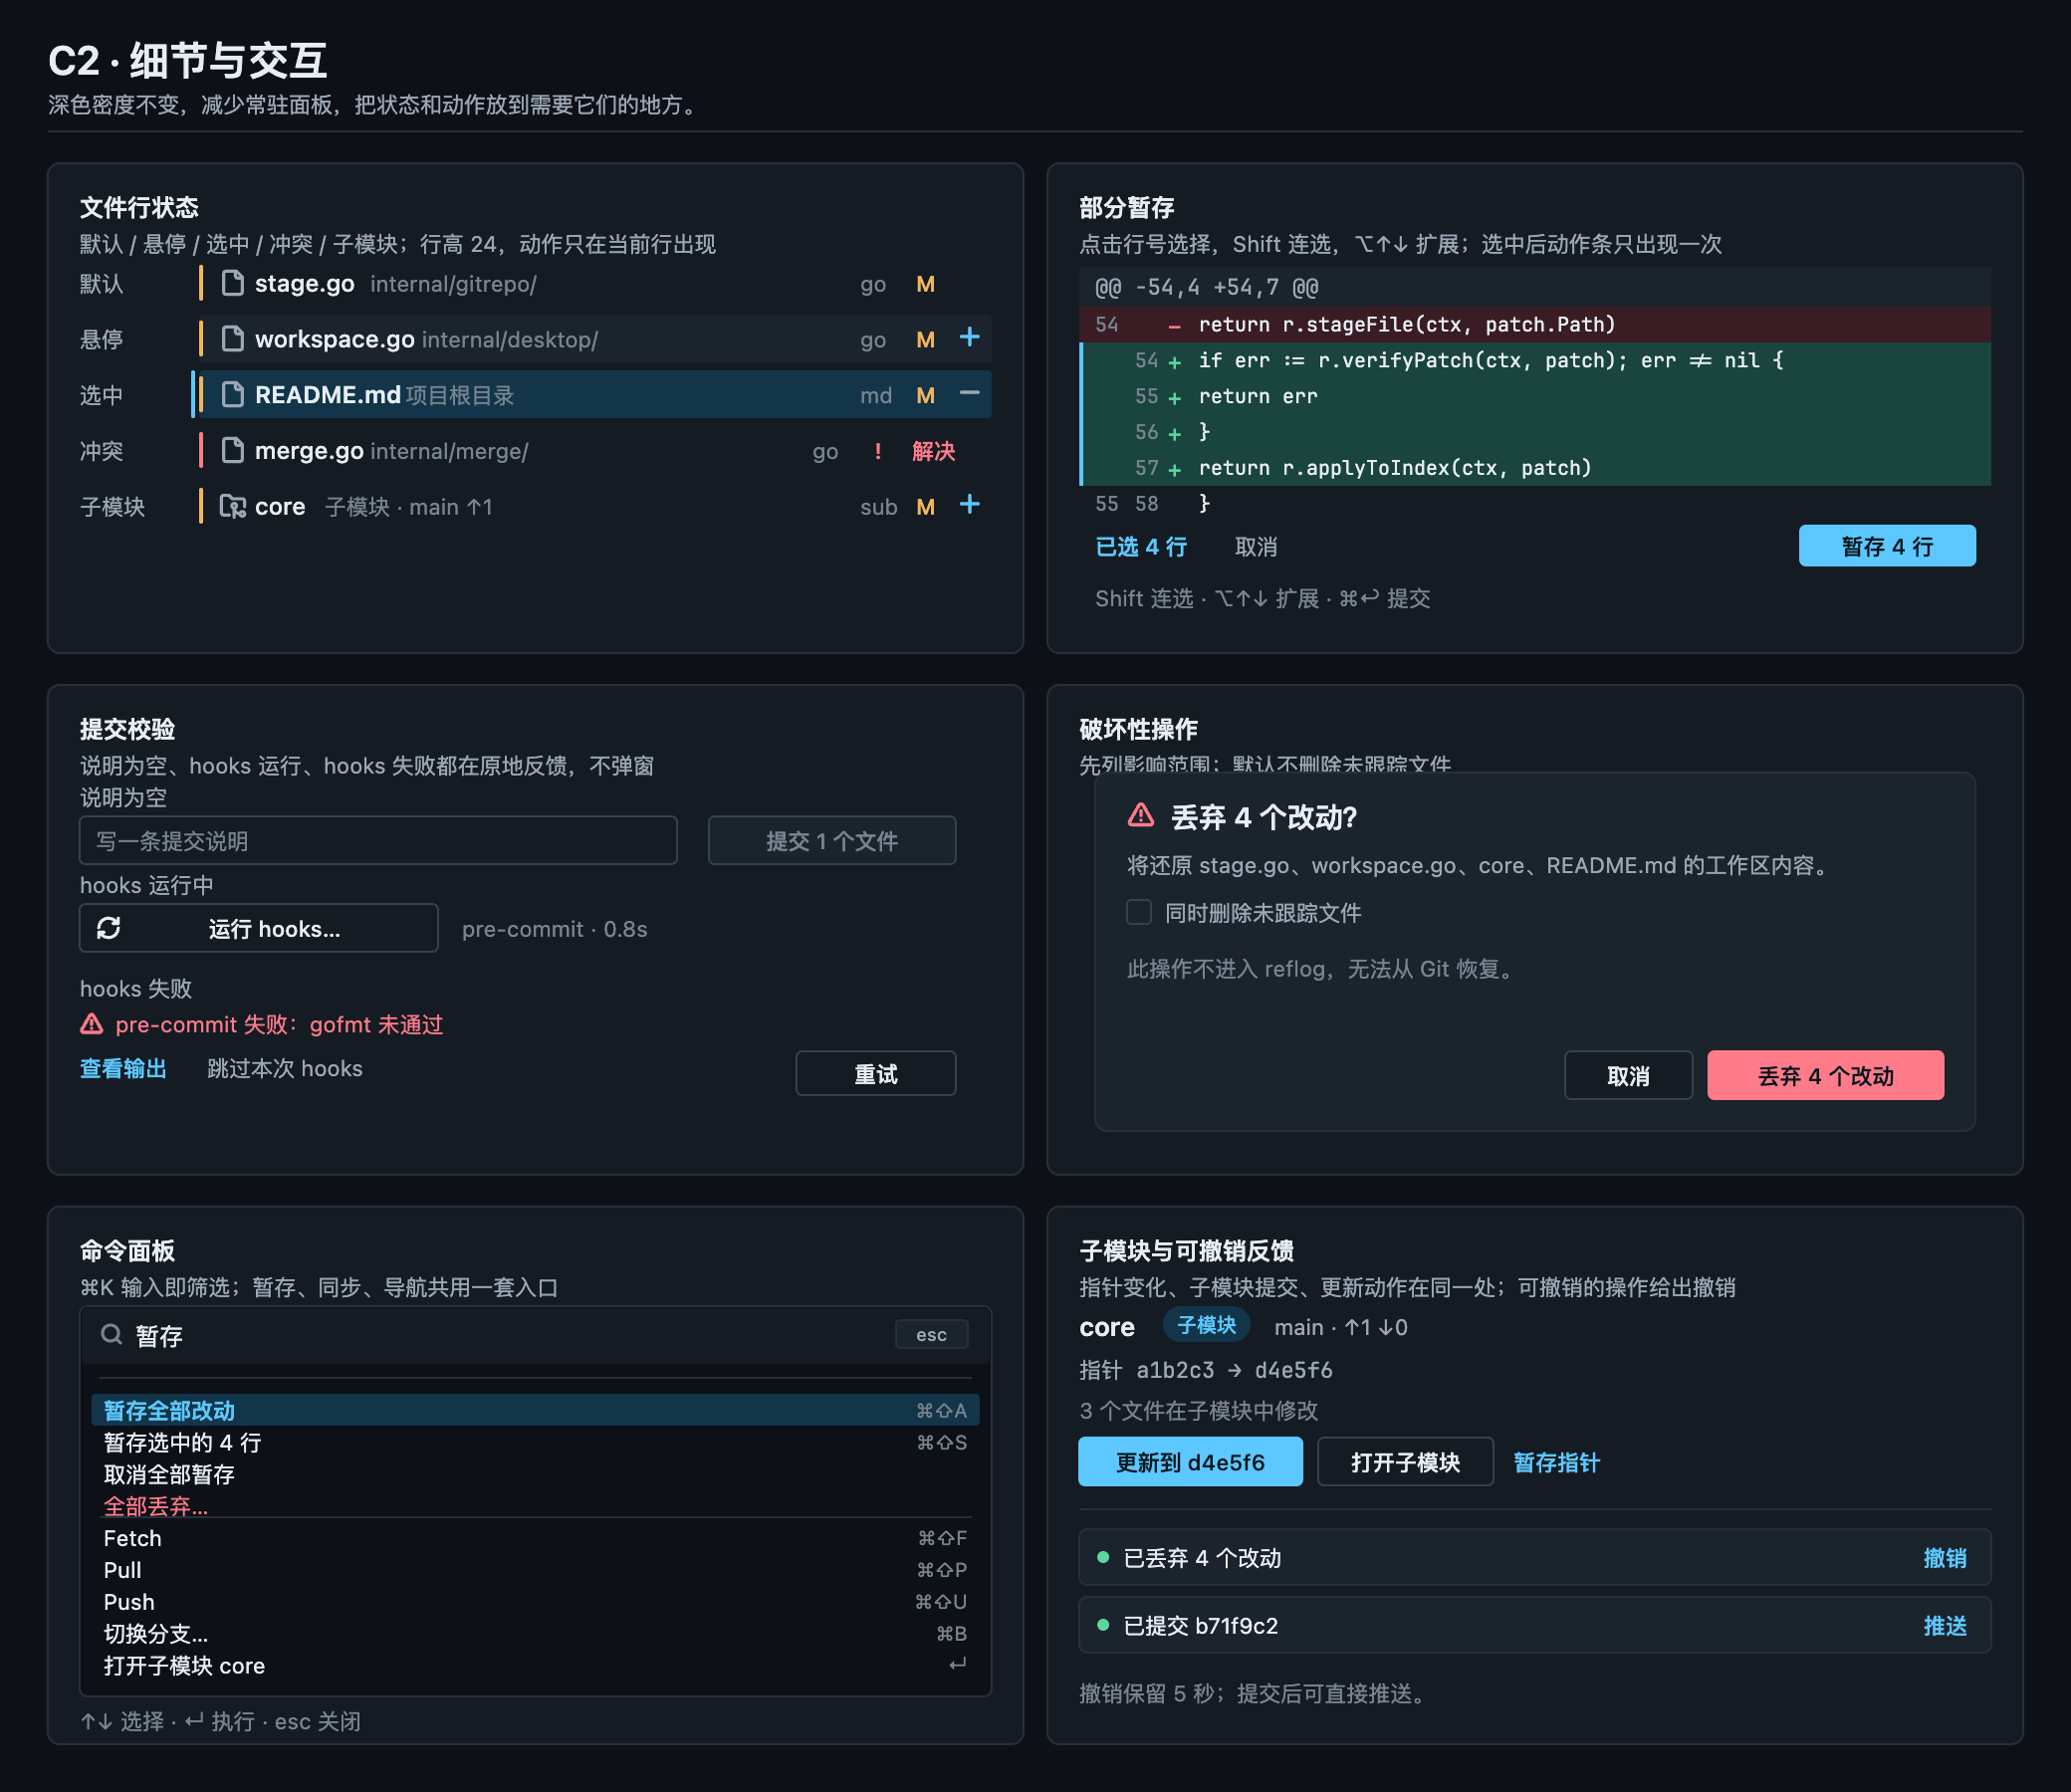 C2 · 细节与交互
深色密度不变，减少常驻面板，把状态和动作放到需要它们的地方。
文件行状态
默认 / 悬停 / 选中 / 冲突 / 子模块；行高 24，动作只在当前行出现
默认 stage.go internal/gitrepo/ go M
悬停 workspace.go internal/desktop/ go M +
选中 README.md 项目根目录 md M −
冲突 merge.go internal/merge/ go ! 解决
子模块 core 子模块 · main ↑1 sub M +
部分暂存
点击行号选择，Shift 连选，⌥↑↓ 扩展；选中后动作条只出现一次
@@ -54,4 +54,7 @@
54 − return r.stageFile(ctx, patch.Path)
54 + if err := r.verifyPatch(ctx, patch); err ≠ nil {
55 + return err
56 + }
57 + return r.applyToIndex(ctx, patch)
55 58 }
已选 4 行 取消 暂存 4 行
Shift 连选 · ⌥↑↓ 扩展 · ⌘↩ 提交
提交校验
说明为空、hooks 运行、hooks 失败都在原地反馈，不弹窗
说明为空
写一条提交说明 提交 1 个文件
hooks 运行中
运行 hooks… pre-commit · 0.8s
hooks 失败
pre-commit 失败：gofmt 未通过
查看输出 跳过本次 hooks 重试
破坏性操作
先列影响范围；默认不删除未跟踪文件
丢弃 4 个改动?
将还原 stage.go、workspace.go、core、README.md 的工作区内容。
同时删除未跟踪文件
此操作不进入 reflog，无法从 Git 恢复。
取消 丢弃 4 个改动
命令面板
⌘K 输入即筛选；暂存、同步、导航共用一套入口
暂存 esc
暂存全部改动 ⌘⇧A
暂存选中的 4 行 ⌘⇧S
取消全部暂存
全部丢弃…
Fetch ⌘⇧F
Pull ⌘⇧P
Push ⌘⇧U
切换分支… ⌘B
打开子模块 core ↵
↑↓ 选择 · ↵ 执行 · esc 关闭
子模块与可撤销反馈
指针变化、子模块提交、更新动作在同一处；可撤销的操作给出撤销
core 子模块 main · ↑1 ↓0
指针 a1b2c3 → d4e5f6
3 个文件在子模块中修改
更新到 d4e5f6 打开子模块 暂存指针
已丢弃 4 个改动 撤销
已提交 b71f9c2 推送
撤销保留 5 秒；提交后可直接推送。